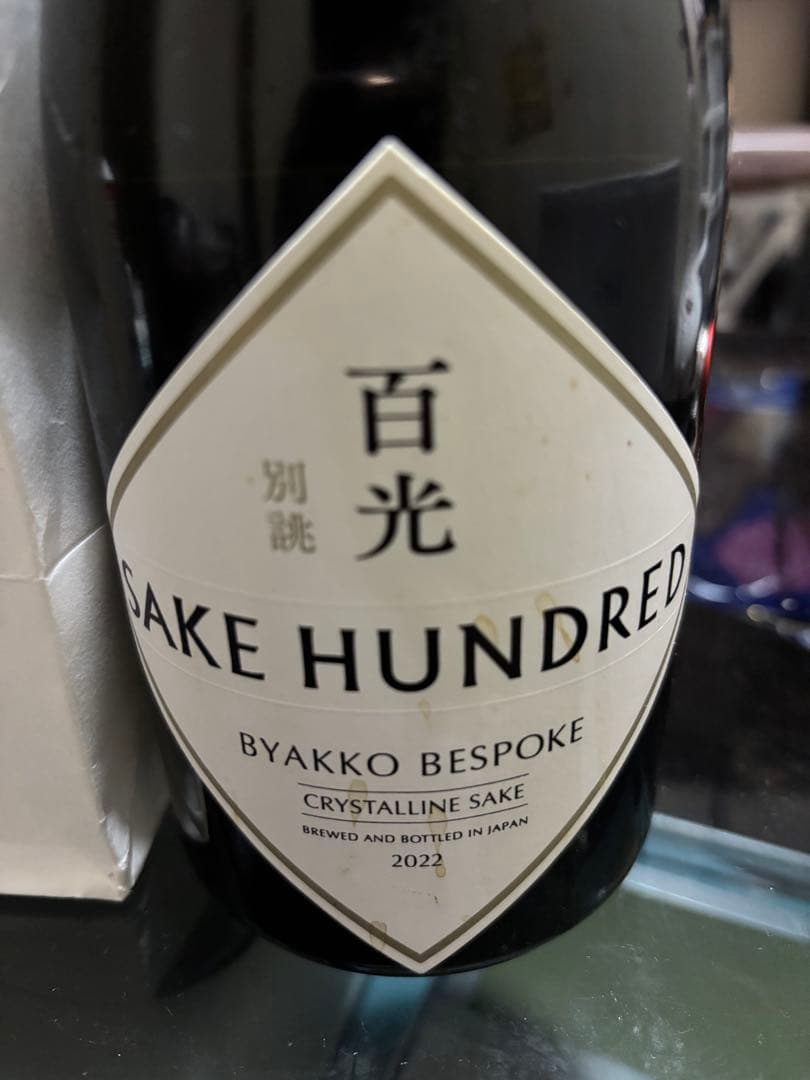 百光
別誂
SAKE HUNDRED
BYAKKO BESPOKE
CRYSTALLINE SAKE
BREWED AND BOTTLED IN JAPAN
2022